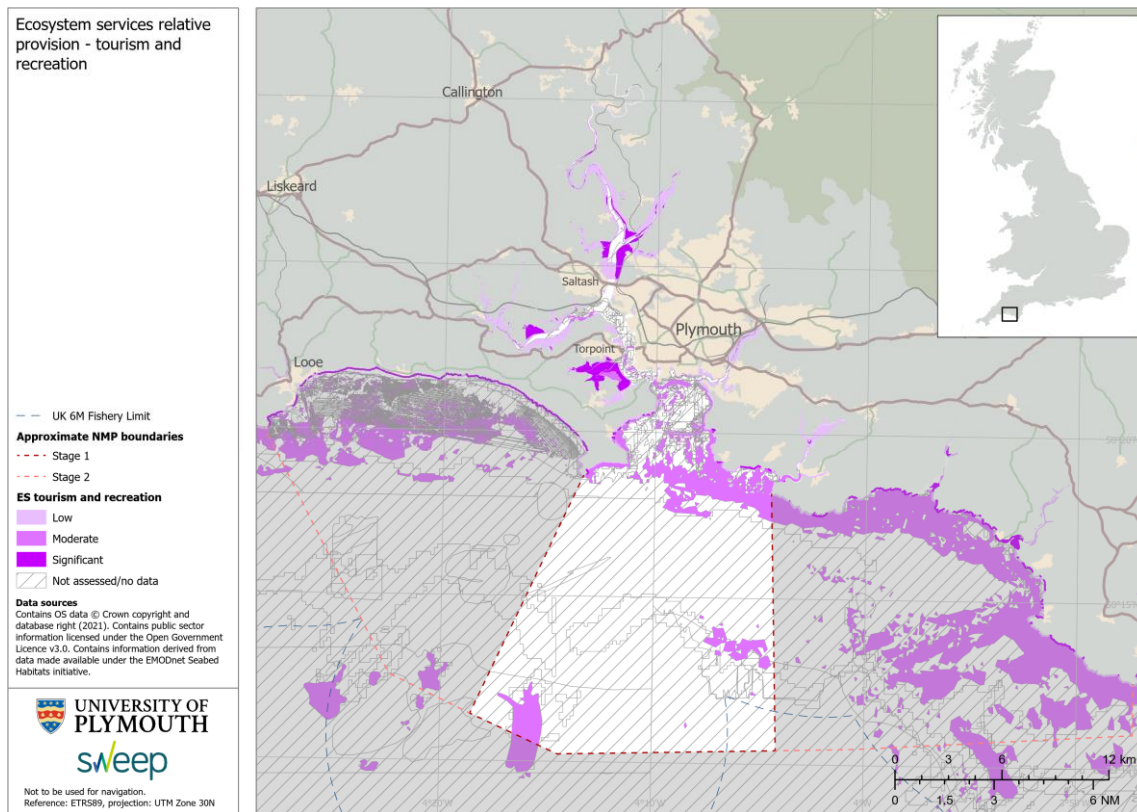 Ecosystem services relative
provision - tourism and
recreation
UK 6M Fishery Limit
Approximate NMP boundaries
Stage 1
Stage 2
ES tourism and recreation
Low
Moderate
Significant
Not assessed/no data
Data sources
Contains OS data © Crown copyright and
database right (2021). Contains public sector
information licensed under the Open Government
Licence v3.0. Contains information derived from
data made available under the EMODnet Seabed
Habitats initiative.
UNIVERSITY OF
PLYMOUTH
sweep
Not to be used for navigation.
Reference: ETRS89, projection: UTM Zone 30N
Callington
Liskeard
Saltash
Plymouth
Torpoint
Looe
0 3 6 12 km
0 1.5 3 6 NM
4°20'W
4°10'W